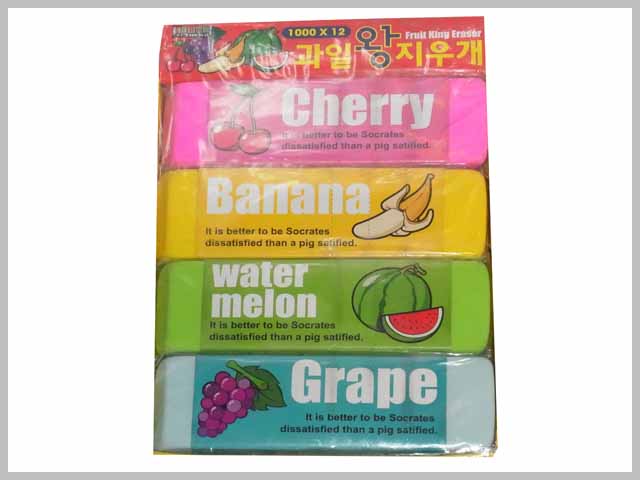 1000 X 12
과일왕지우개
Fruit King Eraser
Cherry
It is better to be Socrates
dissatisfied than a pig satified.
Banana
It is better to be Socrates
dissatisfied than a pig satified.
water
melon
It is better to be Socrates
dissatisfied than a pig satified.
Grape
It is better to be Socrates
dissatisfied than a pig satified.